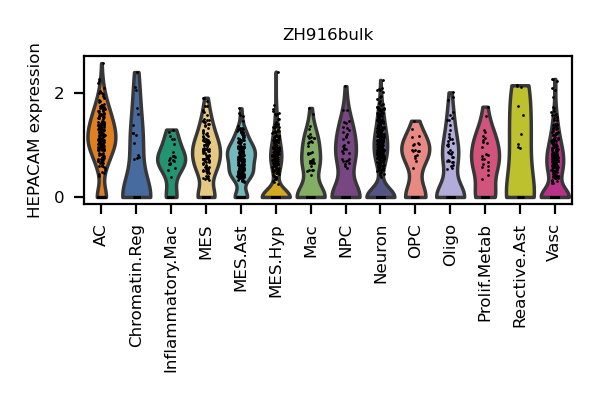 ZH916bulk
HEPACAM expression
2
0
AC
Chromatin.Reg
Inflammatory.Mac
MES
MES.Ast
MES.Hyp
Mac
NPC
Neuron
OPC
Oligo
Prolif.Metab
Reactive.Ast
Vasc